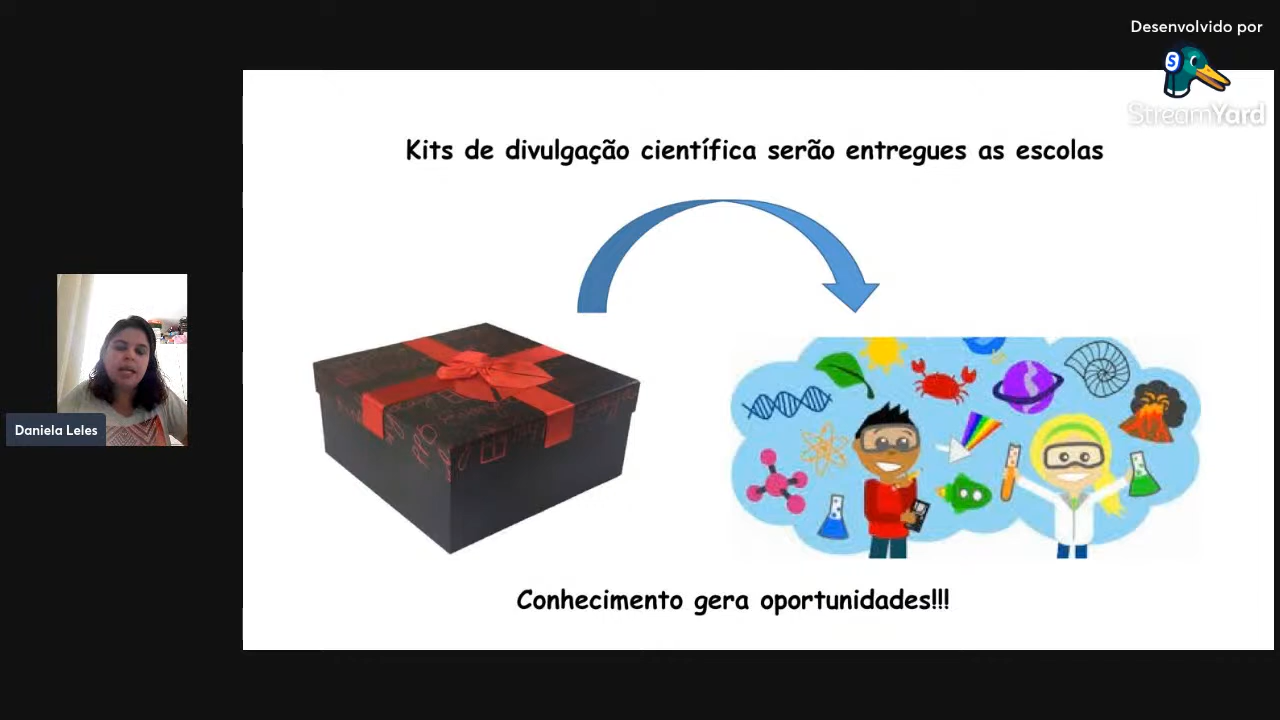 Desenvolvido por
S
StreamYard
Kits de divulgação científica serão entregues as escolas
Daniela Leles
Conhecimento gera oportunidades!!!